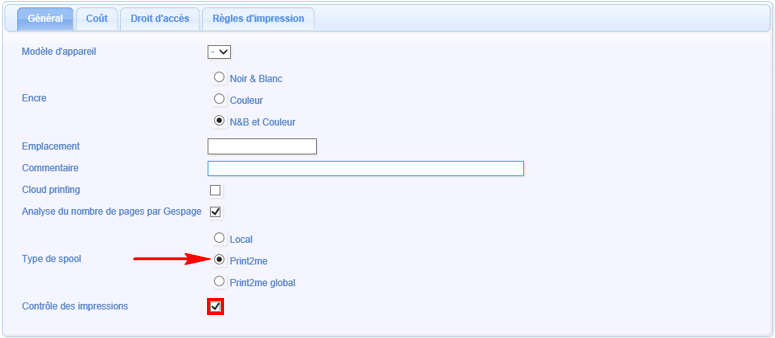 Général Coût Droit d'accès Règles d'impression
Modèle d'appareil -
Noir & Blanc
Encre Couleur
N&B et Couleur
Emplacement
Commentaire
Cloud printing
Analyse du nombre de pages par Gespage
Local
Type de spool Print2me
Print2me global
Contrôle des impressions